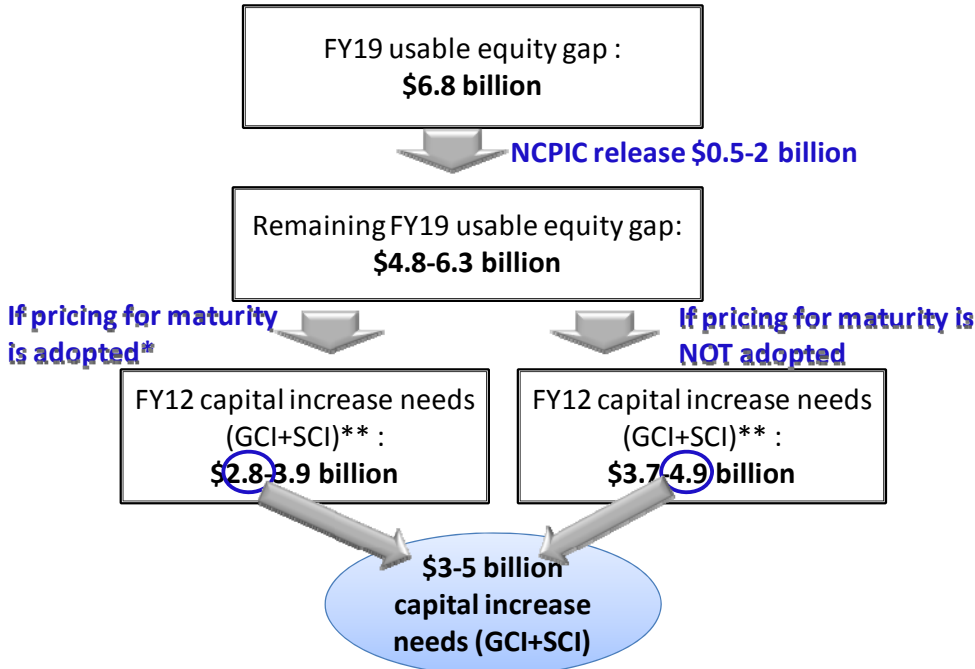 FY19 usable equity gap :
$6.8 billion
NCPIC release $0.5-2 billion
Remaining FY19 usable equity gap:
$4.8-6.3 billion
If pricing for maturity
is adopted*
If pricing for maturity is
NOT adopted
FY12 capital increase needs
(GCI+SCI)** :
$2.8-3.9 billion
FY12 capital increase needs
(GCI+SCI)** :
$3.7-4.9 billion
$3-5 billion
capital increase
needs (GCI+SCI)